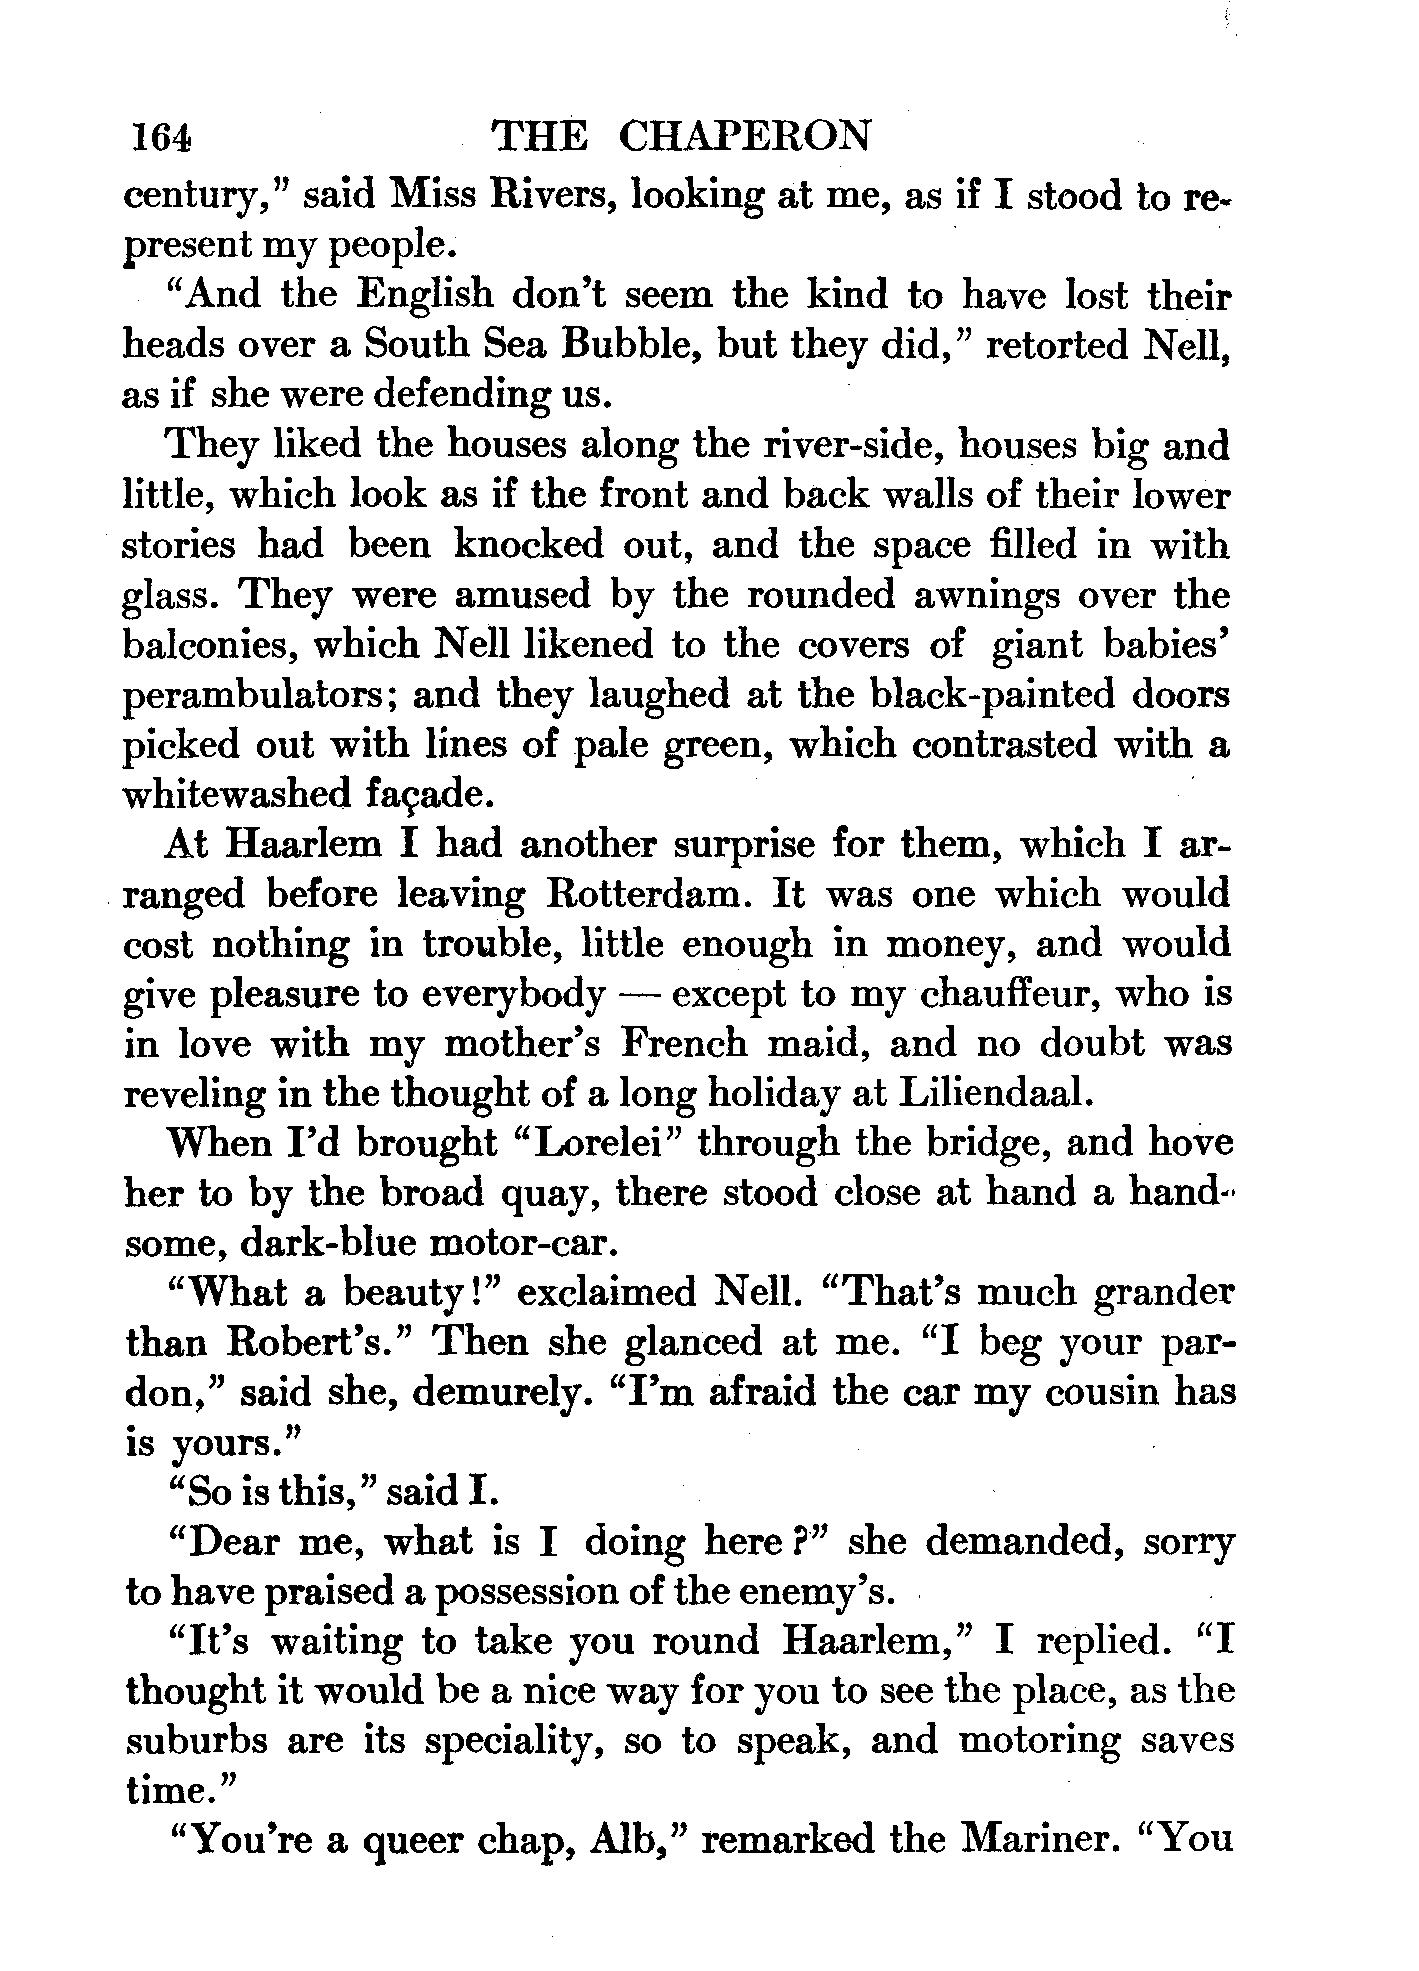 164 THE CHAPERON
century,” said Miss Rivers, looking at me, as if I stood to re-
present my people.
“And the English don’t seem the kind to have lost their
heads over a South Sea Bubble, but they did,” retorted Nell,
as if she were defending us.
They liked the houses along the river-side, houses big and
little, which look as if the front and back walls of their lower
stories had been knocked out, and the space filled in with
glass. They were amused by the rounded awnings over the
balconies, which Nell likened to the covers of giant babies’
perambulators; and they laughed at the black-painted doors
picked out with lines of pale green, which contrasted with a
whitewashed façade.
At Haarlem I had another surprise for them, which I ar-
ranged before leaving Rotterdam. It was one which would
cost nothing in trouble, little enough in money, and would
give pleasure to everybody — except to my chauffeur, who is
in love with my mother’s French maid, and no doubt was
reveling in the thought of a long holiday at Liliendaal.
When I’d brought “Lorelei” through the bridge, and hove
her to by the broad quay, there stood close at hand a hand-
some, dark-blue motor-car.
“What a beauty!” exclaimed Nell. “That’s much grander
than Robert’s.” Then she glanced at me. “I beg your par-
don,” said she, demurely. “I’m afraid the car my cousin has
is yours.”
“So is this,” said I.
“Dear me, what is I doing here?” she demanded, sorry
to have praised a possession of the enemy’s.
“It’s waiting to take you round Haarlem,” I replied. “I
thought it would be a nice way for you to see the place, as the
suburbs are its speciality, so to speak, and motoring saves
time.”
“You’re a queer chap, Alb,” remarked the Mariner. “You